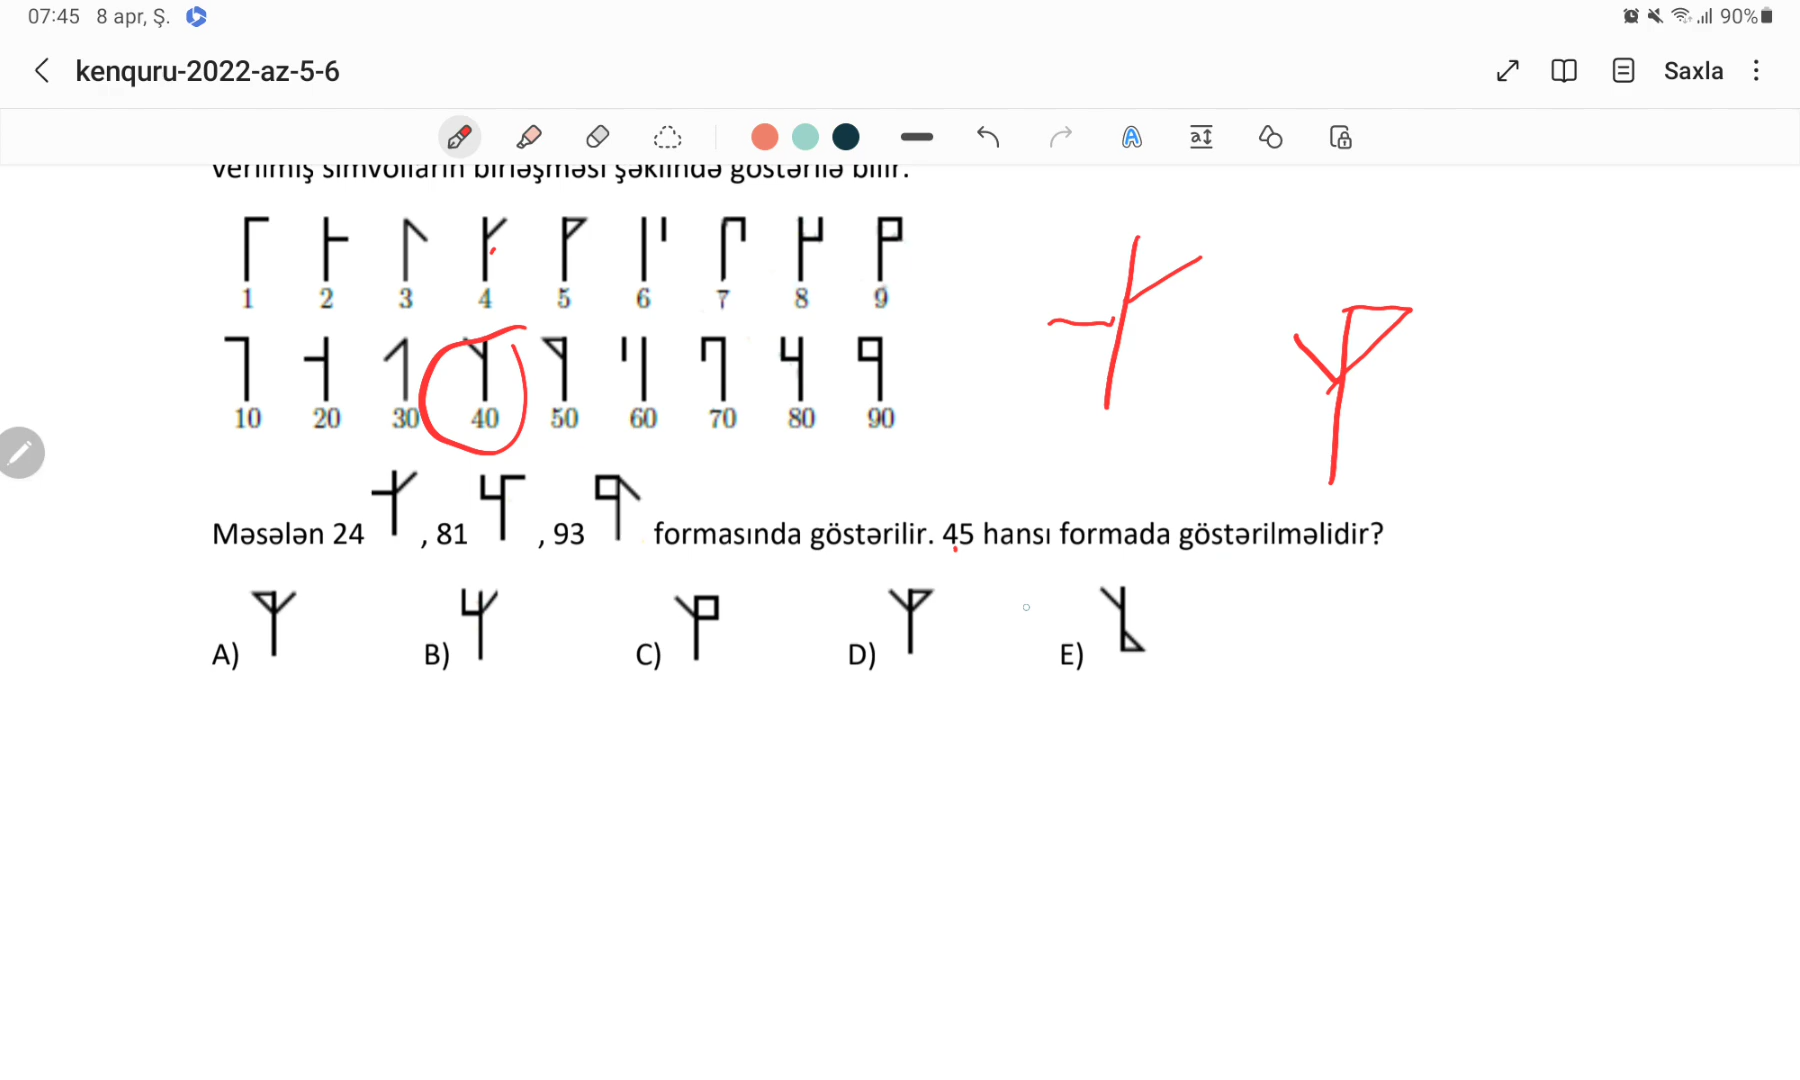 07:45 8 apr, Ş. 90%
kenquru-2022-az-5-6 Saxla
verilmiş simvolların birləşməsi şəklində göstərilə bilir.
1 2 3 4 5 6 7 8 9
10 20 30 40 50 60 70 80 90
Məsələn 24 , 81 , 93 formasında göstərilir. 45 hansı formada göstərilməlidir?
A) B) C) D) E)